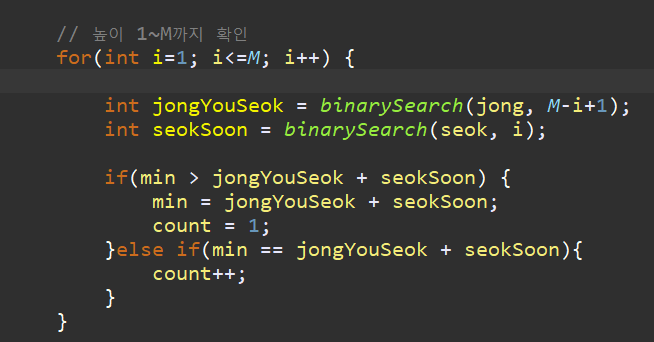 // 높이 1~M까지 확인
for(int i=1; i<=M; i++) {
int jongYouSeok = binarySearch(jong, M-i+1);
int seokSoon = binarySearch(seok, i);
if(min > jongYouSeok + seokSoon) {
min = jongYouSeok + seokSoon;
count = 1;
}else if(min == jongYouSeok + seokSoon){
count++;
}
}